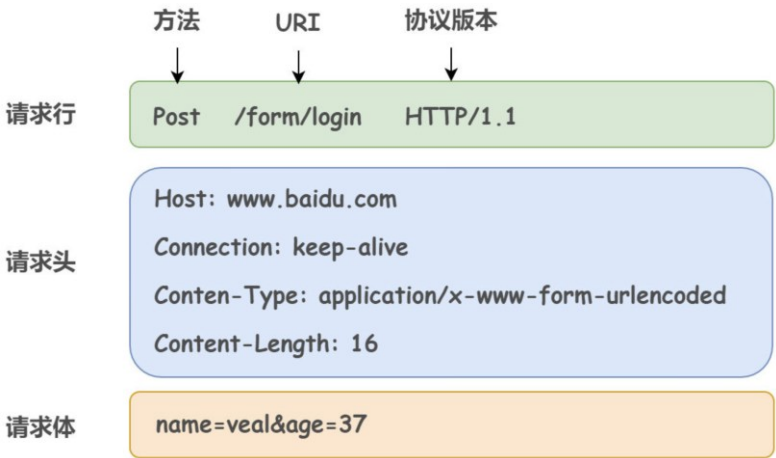 方法 URI 协议版本
请求行 Post /form/login HTTP/1.1
Host: www.baidu.com
Connection: keep-alive
请求头
Conten-Type: application/x-www-form-urlencoded
Content-Length: 16
请求体 name=veal&age=37